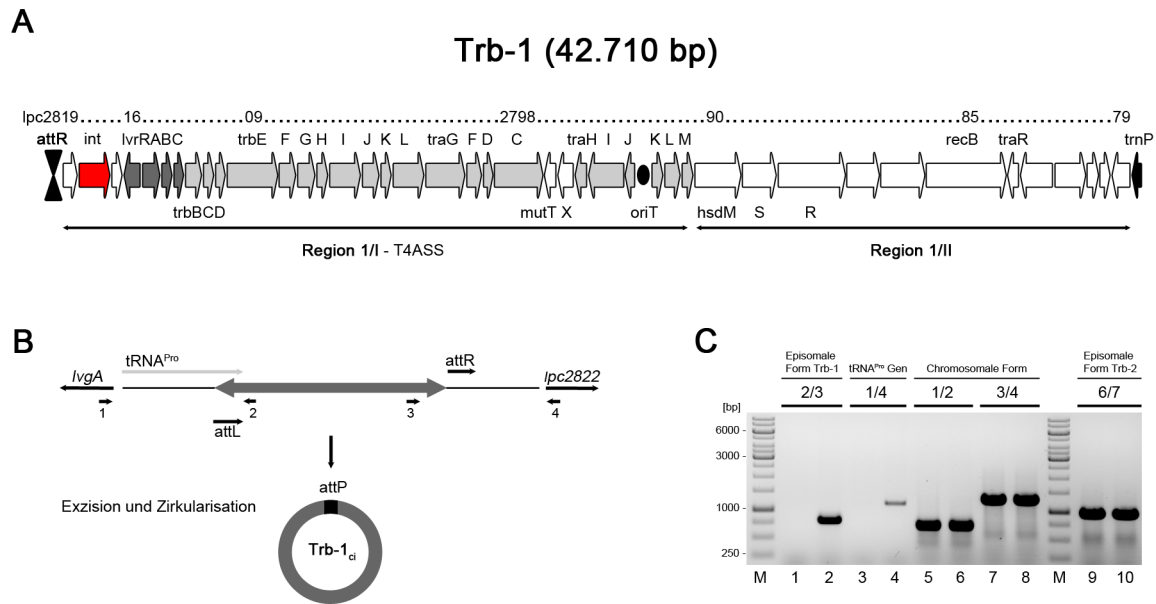 A
Trb-1 (42.710 bp)
lpc2819 16 09 2798 90 85 79
attR int lvrRABC trbE F G H I J K L traG F D C traH I J K L M recB traR trnP
trbBCD mutT X oriT hsdM S R
Region 1/I - T4ASS Region 1/II
B
tRNAPro attR
lvgA lpc2822
1 2 3 4
attL
attP
Exzision und Zirkularisation
Trb-1ci
C
Episomale Form Trb-1 tRNAPro Gen Chromosomale Form Episomale Form Trb-2
2/3 1/4 1/2 3/4 6/7
[bp]
6000 -
3000 -
1000 -
250 -
M 1 2 3 4 5 6 7 8 M 9 10